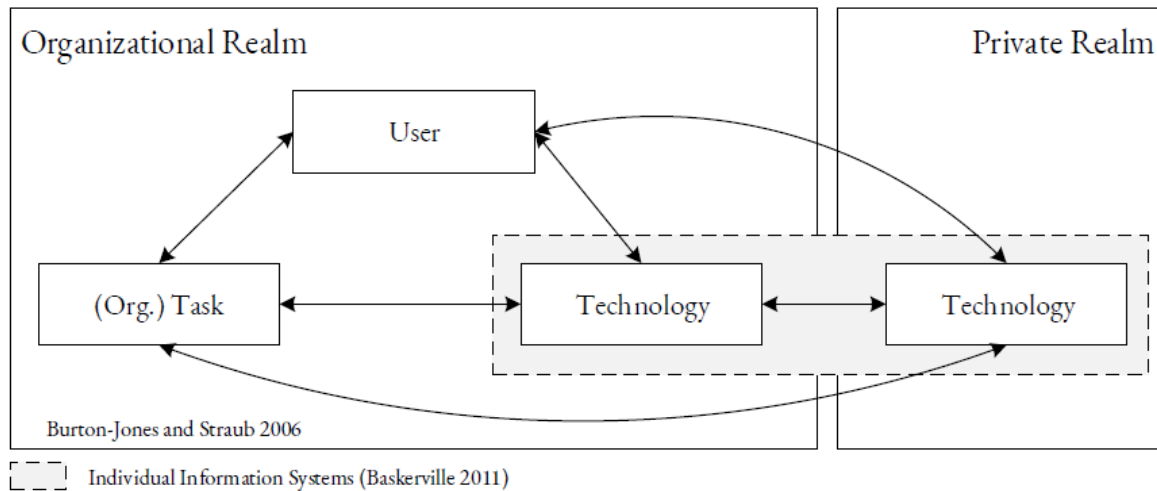 Organizational Realm
Private Realm
User
(Org.) Task
Technology
Technology
Burton-Jones and Straub 2006
Individual Information Systems (Baskerville 2011)